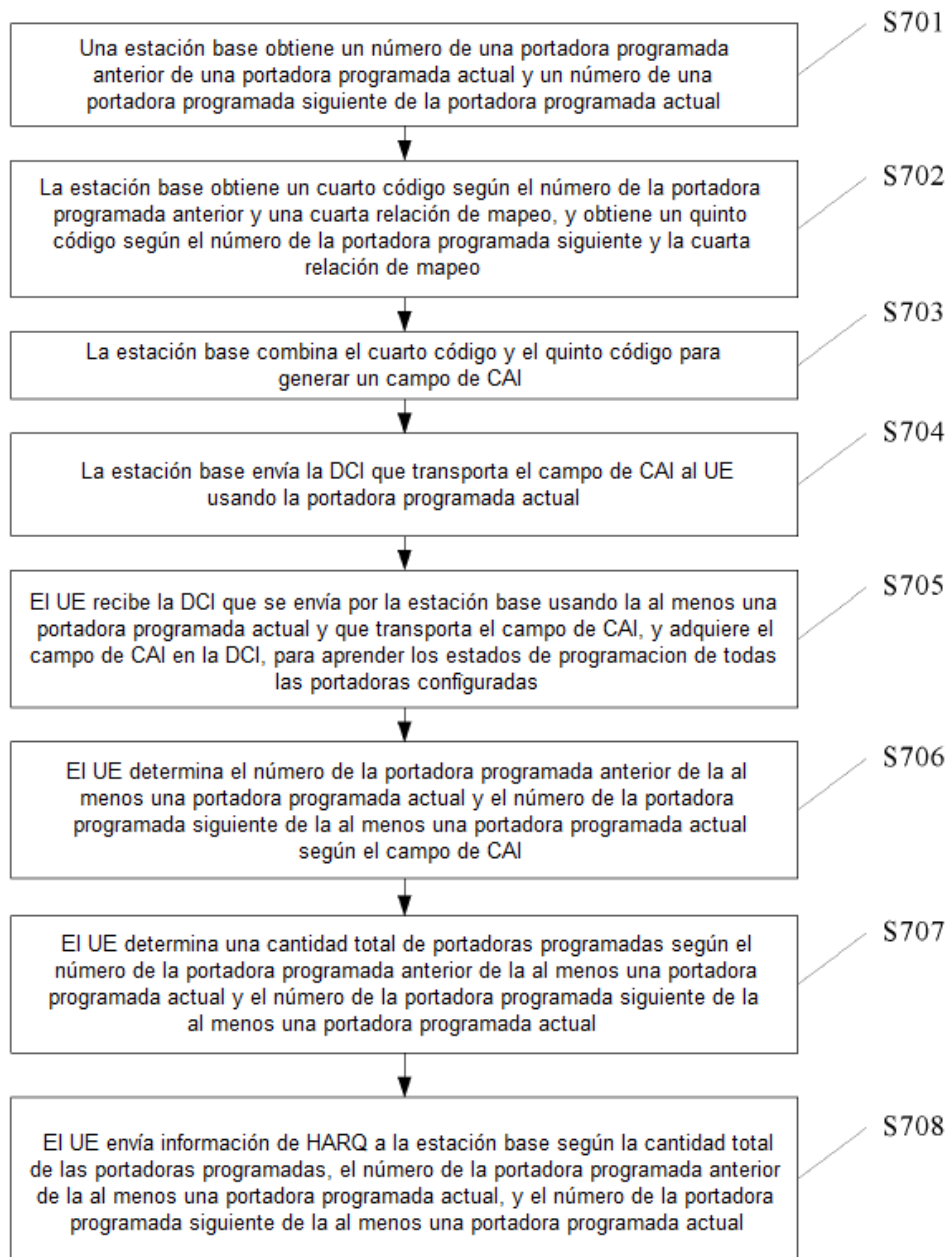 S701
Una estación base obtiene un número de una portadora programada
anterior de una portadora programada actual y un número de una
portadora programada siguiente de la portadora programada actual
S702
La estación base obtiene un cuarto código según el número de la portadora
programada anterior y una cuarta relación de mapeo, y obtiene un quinto
código según el número de la portadora programada siguiente y la cuarta
relación de mapeo
S703
La estación base combina el cuarto código y el quinto código para
generar un campo de CAI
S704
La estación base envía la DCI que transporta el campo de CAI al UE
usando la portadora programada actual
S705
El UE recibe la DCI que se envía por la estación base usando la al menos una
portadora programada actual y que transporta el campo de CAI, y adquiere el
campo de CAI en la DCI, para aprender los estados de programacion de todas
las portadoras configuradas
S706
El UE determina el número de la portadora programada anterior de la al
menos una portadora programada actual y el número de la portadora
programada siguiente de la al menos una portadora programada actual
según el campo de CAI
S707
El UE determina una cantidad total de portadoras programadas según el
número de la portadora programada anterior de la al menos una portadora
programada actual y el número de la portadora programada siguiente de la
al menos una portadora programada actual
S708
El UE envía información de HARQ a la estación base según la cantidad total
de las portadoras programadas, el número de la portadora programada anterior
de la al menos una portadora programada actual, y el número de la portadora
programada siguiente de la al menos una portadora programada actual